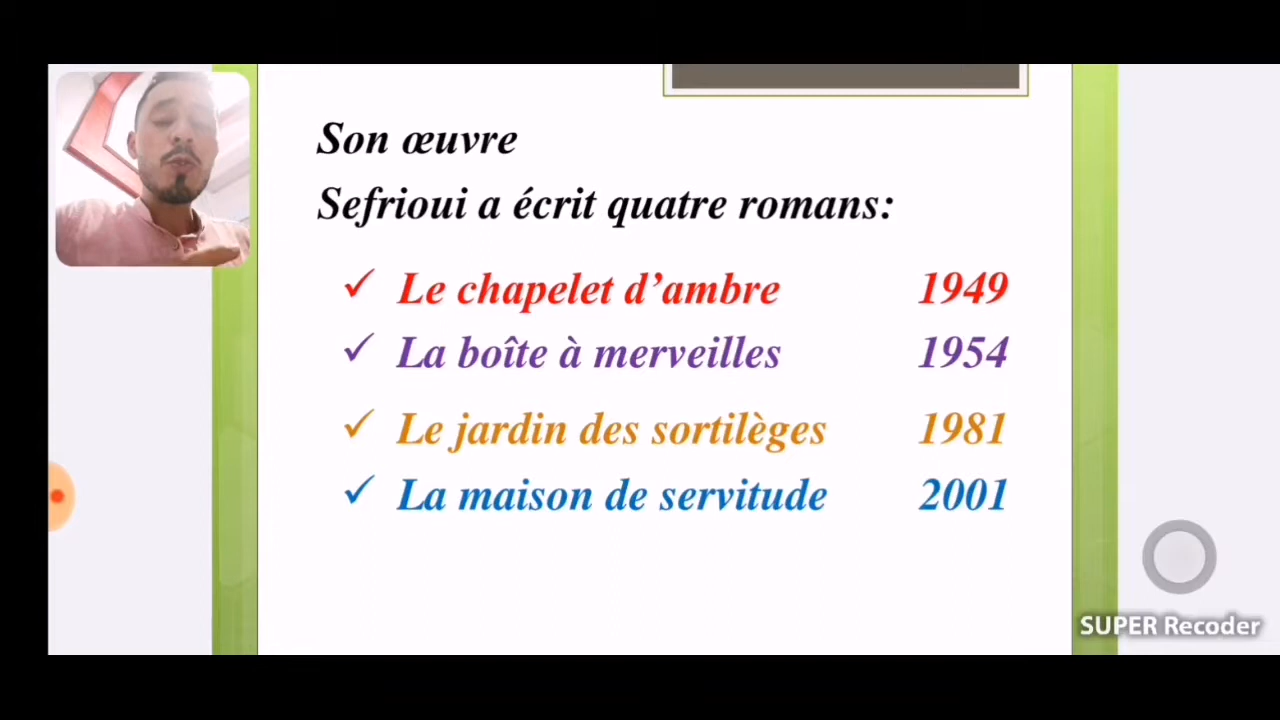 Son œuvre
Sefrioui a écrit quatre romans:
✓ Le chapelet d’ambre 1949
✓ La boîte à merveilles 1954
✓ Le jardin des sortilèges 1981
✓ La maison de servitude 2001
SUPER Recoder